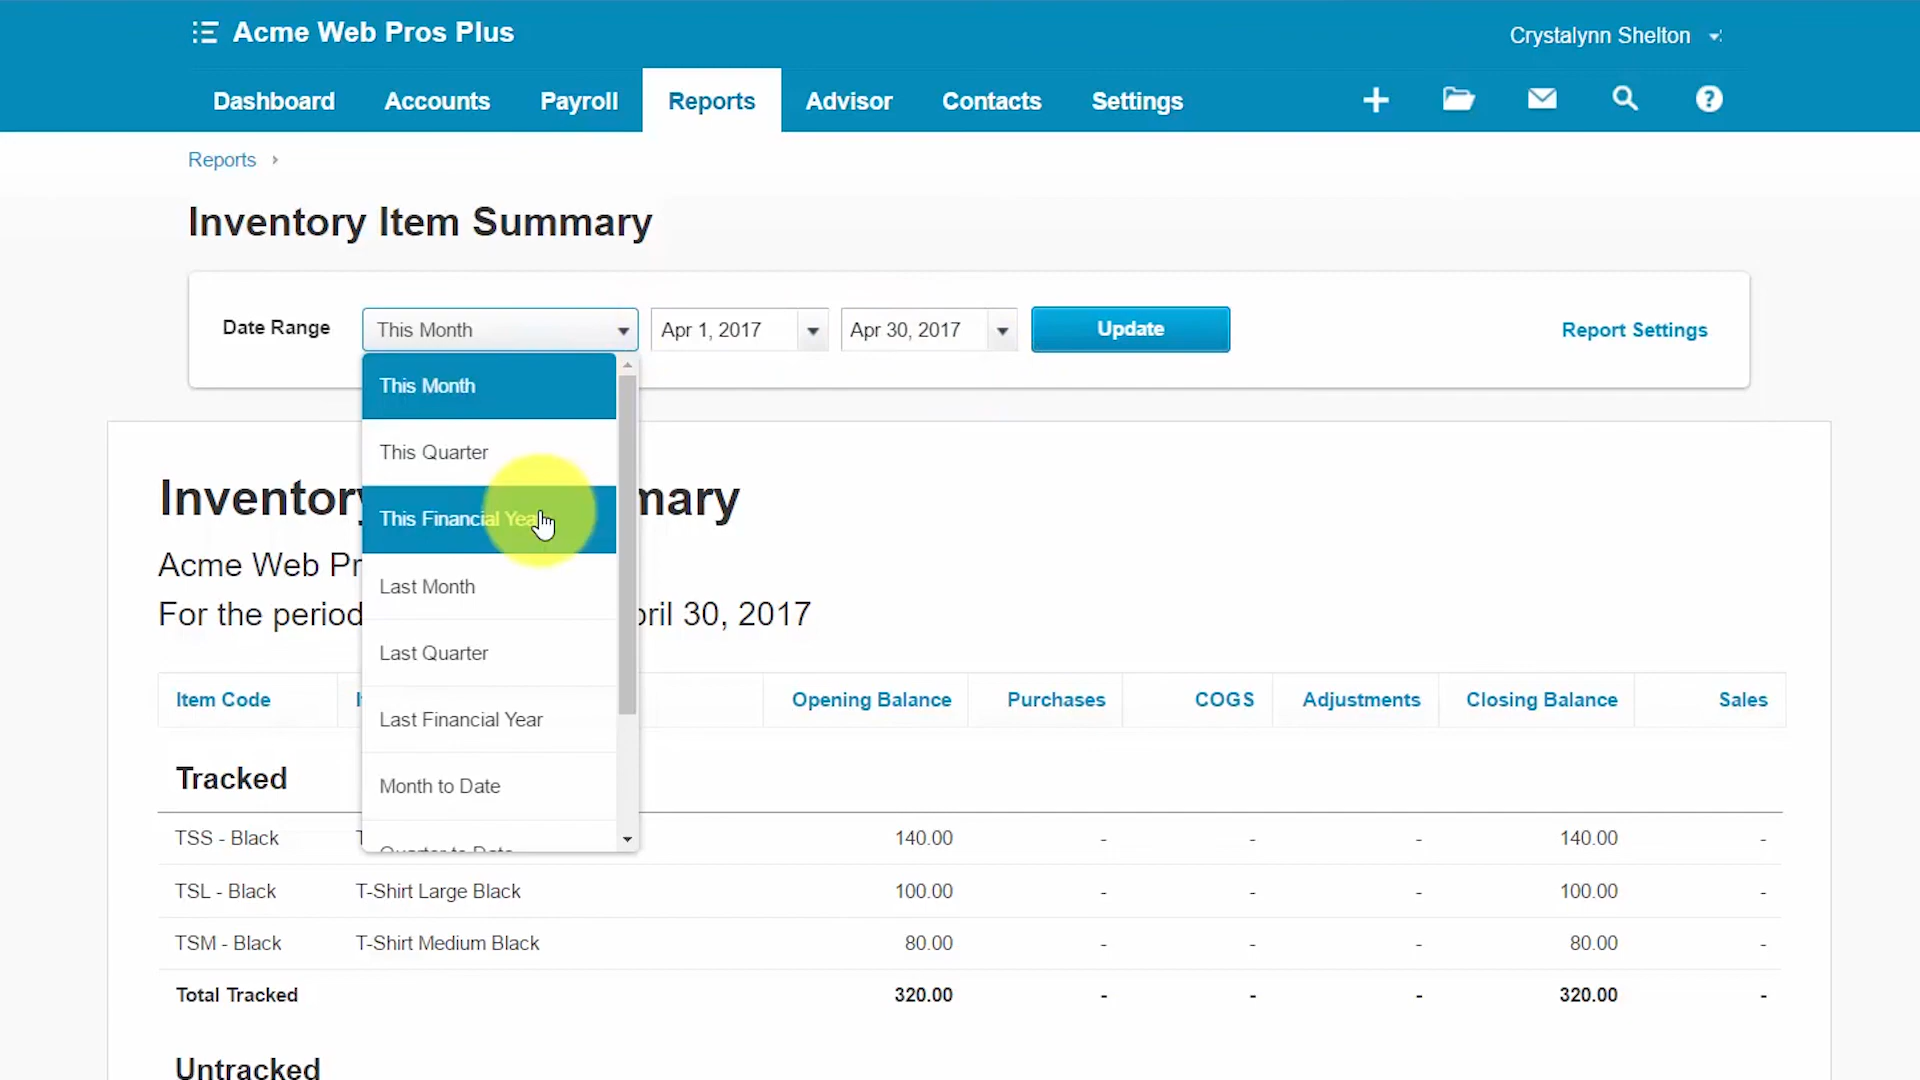 Acme Web Pros Plus
Crystalynn Shelton
Dashboard Accounts Payroll Reports Advisor Contacts Settings
Reports
Inventory Item Summary
Date Range This Month Apr 1, 2017 Apr 30, 2017 Update Report Settings
This Month
This Quarter
This Financial Year
Last Month
Last Quarter
Last Financial Year
Month to Date
Quarter to Date
Inventory mary
Acme Web Pr
For the period pril 30, 2017
Item Code Opening Balance Purchases COGS Adjustments Closing Balance Sales
Tracked
TSS - Black 140.00 - - - 140.00 -
TSL - Black T-Shirt Large Black 100.00 - - - 100.00 -
TSM - Black T-Shirt Medium Black 80.00 - - - 80.00 -
Total Tracked 320.00 - - - 320.00 -
Untracked